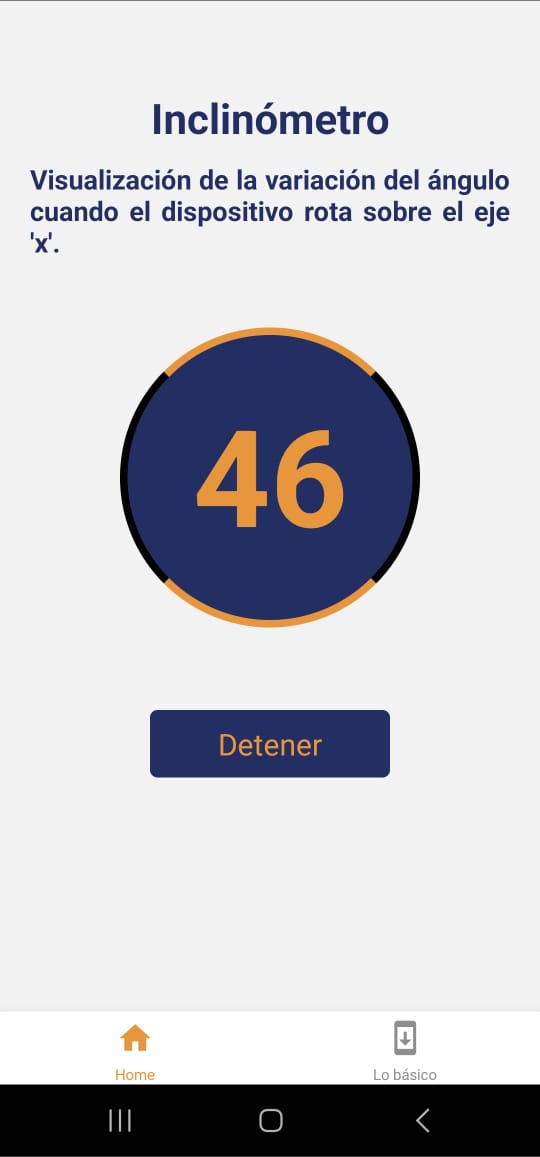 Inclinómetro
Visualización de la variación del ángulo
cuando el dispositivo rota sobre el eje
'x'.
46
Detener
Home
Lo básico